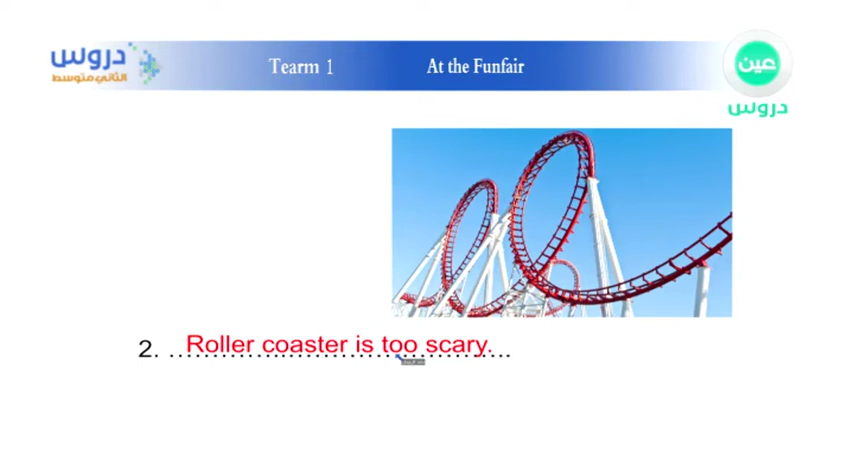 دروس
الثاني متوسط
Tearm 1
At the Funfair
عين
دروس
2. Roller coaster is too scary.